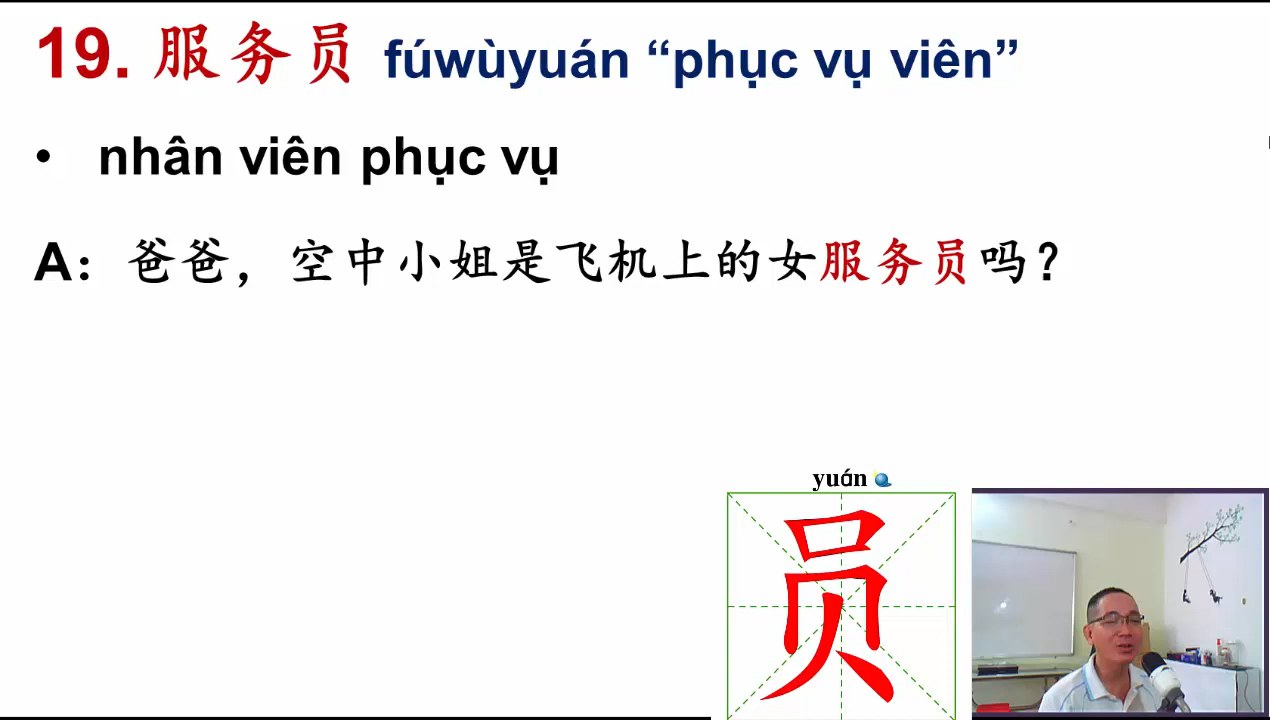 19. 服务员 fúwùyuán “phục vụ viên”
• nhân viên phục vụ
A：爸爸，空中小姐是飞机上的女服务员吗？
yuán
员